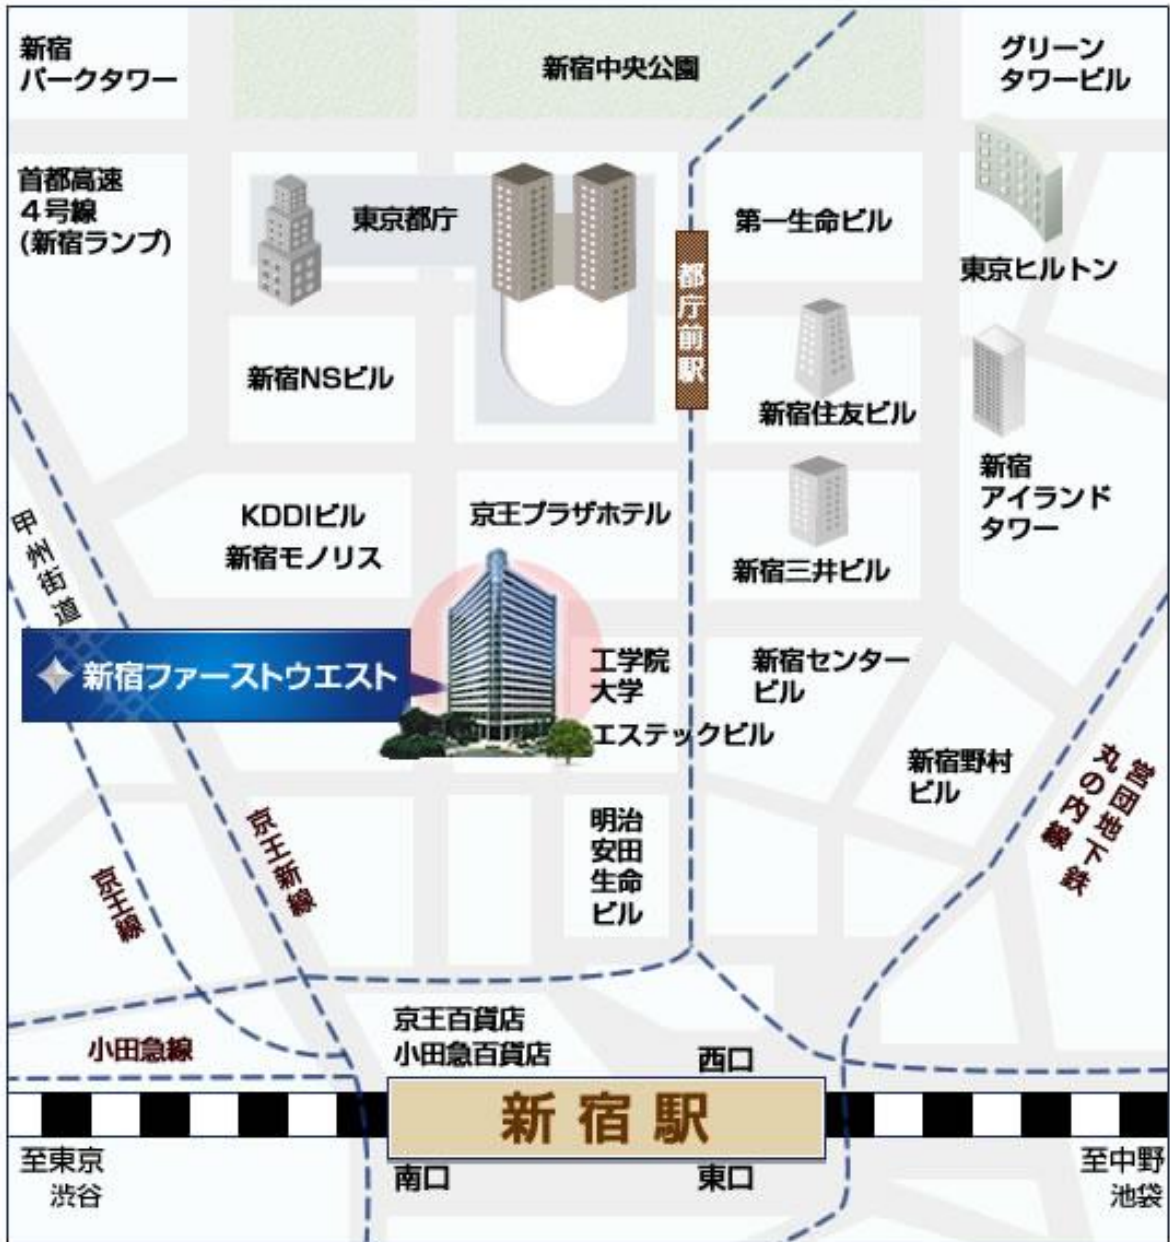 新宿
パークタワー
新宿中央公園
グリーン
タワービル
首都高速
4号線
(新宿ランプ)
東京都庁
第一生命ビル
東京ヒルトン
都庁前駅
新宿NSビル
新宿住友ビル
新宿
アイランド
タワー
KDDIビル
新宿モノリス
京王プラザホテル
新宿三井ビル
甲州街道
新宿ファーストウエスト
工学院
大学
エステックビル
新宿センター
ビル
新宿野村
ビル
営団地下鉄
丸の内線
明治
安田
生命
ビル
京王新線
京王線
小田急線
京王百貨店
小田急百貨店
西口
新宿駅
南口
東口
至東京
渋谷
至中野
池袋